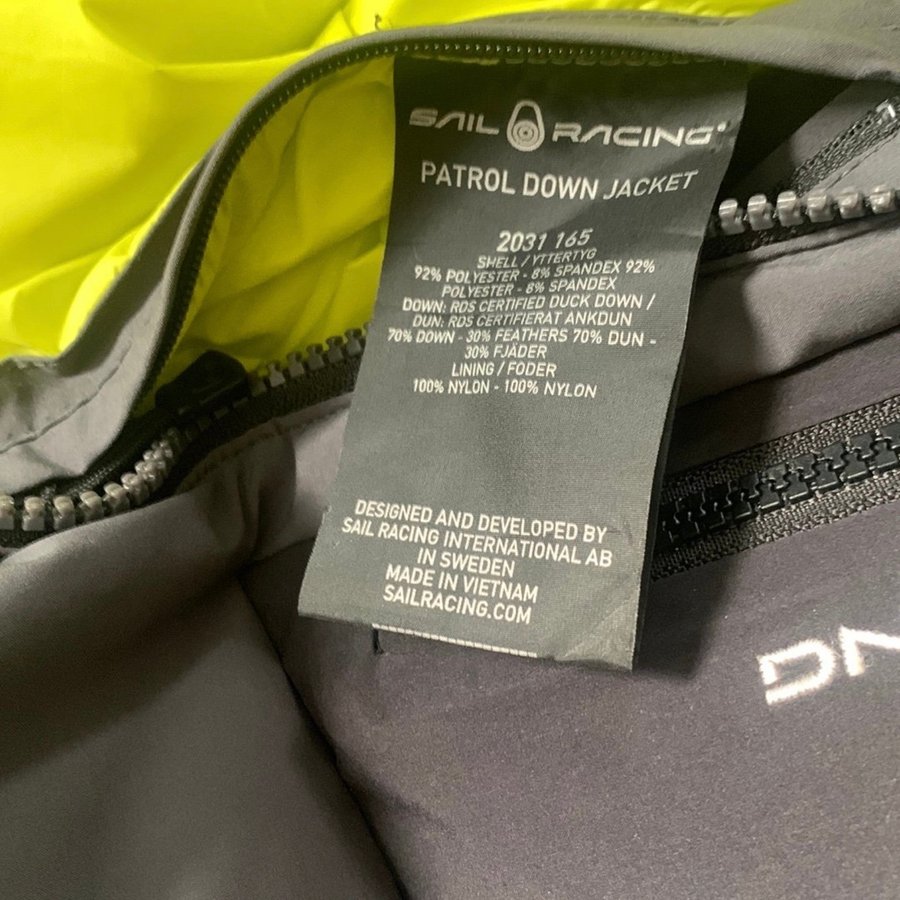 SAIL RACING®
PATROL DOWN JACKET
2031 165
SHELL / YTTERTYG
92% POLYESTER - 8% SPANDEX 92%
POLYESTER - 8% SPANDEX
DOWN: RDS CERTIFIED DUCK DOWN /
DUN: RDS CERTIFIERAT ANKDUN
70% DOWN - 30% FEATHERS 70% DUN -
30% FJÄDER
LINING / FODER
100% NYLON - 100% NYLON
DESIGNED AND DEVELOPED BY
SAIL RACING INTERNATIONAL AB
IN SWEDEN
MADE IN VIETNAM
SAILRACING.COM